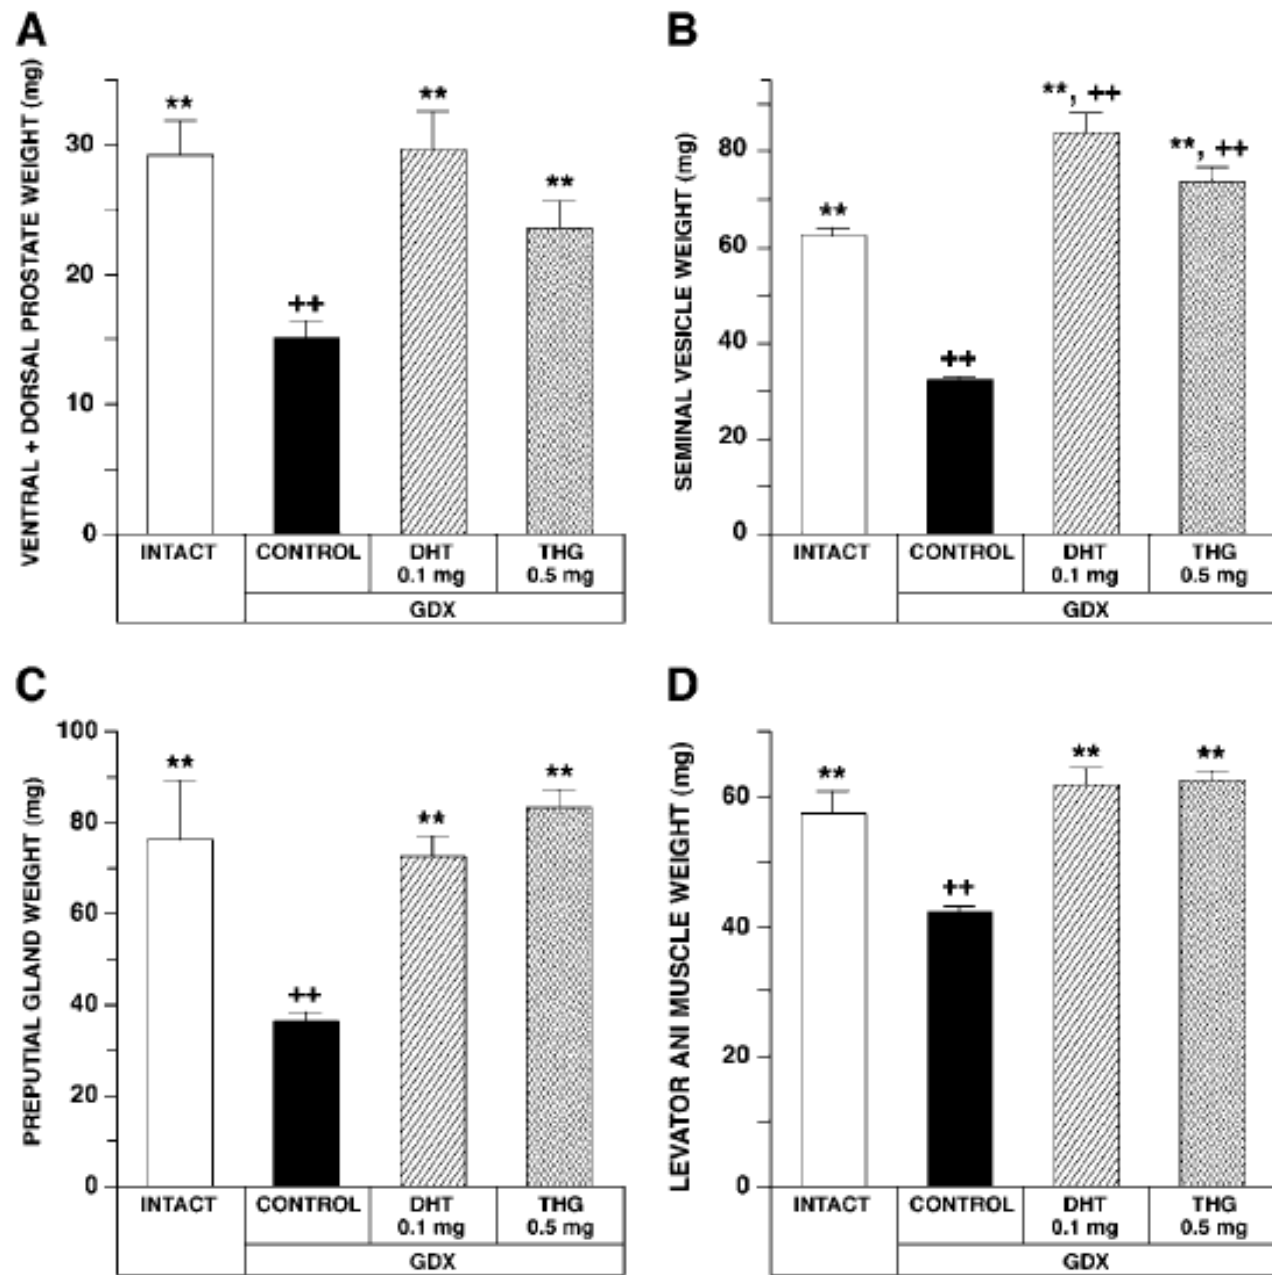 A
VENTRAL + DORSAL PROSTATE WEIGHT (mg)
30
20
10
0
**
++
**
**
INTACT CONTROL DHT 0.1 mg THG 0.5 mg
GDX
B
SEMINAL VESICLE WEIGHT (mg)
80
60
40
20
0
**
++
**, ++
**, ++
INTACT CONTROL DHT 0.1 mg THG 0.5 mg
GDX
C
PREPUTIAL GLAND WEIGHT (mg)
100
80
60
40
20
0
**
++
**
**
INTACT CONTROL DHT 0.1 mg THG 0.5 mg
GDX
D
LEVATOR ANI MUSCLE WEIGHT (mg)
60
40
20
0
**
++
**
**
INTACT CONTROL DHT 0.1 mg THG 0.5 mg
GDX